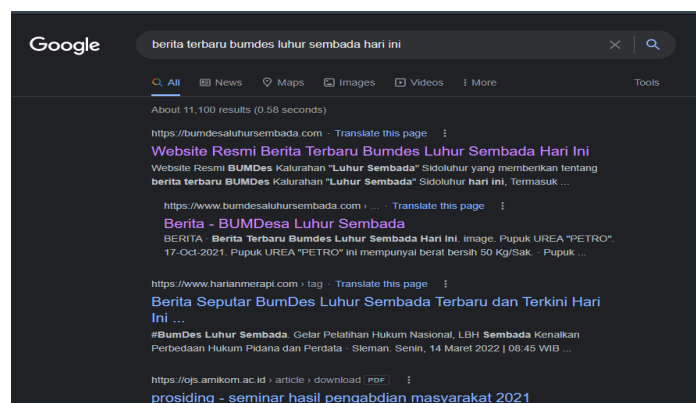 Google
berita terbaru bumdes luhur sembada hari ini
All News Maps Images Videos More Tools
About 11,100 results (0.58 seconds)
https://bumdesaluhursembada.com · Translate this page
Website Resmi Berita Terbaru Bumdes Luhur Sembada Hari Ini
Website Resmi BUMDes Kalurahan "Luhur Sembada" Sidoluhur yang memberikan tentang
berita terbaru BUMDes Kalurahan "Luhur Sembada" Sidoluhur hari ini, Termasuk ...
https://www.bumdesaluhursembada.com › ... · Translate this page
Berita - BUMDesa Luhur Sembada
BERITA · Berita Terbaru Bumdes Luhur Sembada Hari Ini. image. Pupuk UREA "PETRO".
17-Oct-2021. Pupuk UREA "PETRO" ini mempunyai berat bersih 50 Kg/Sak. · Pupuk ...
https://www.harianmerapi.com › tag · Translate this page
Berita Seputar BumDes Luhur Sembada Terbaru dan Terkini Hari
Ini ...
#BumDes Luhur Sembada. Gelar Pelatihan Hukum Nasional, LBH Sembada Kenalkan
Perbedaan Hukum Pidana dan Perdata · Sleman. Senin, 14 Maret 2022 | 08:45 WIB ...
https://ojs.amikom.ac.id › article › download PDF
prosiding - seminar hasil pengabdian masyarakat 2021